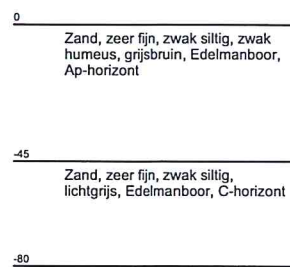 0
Zand, zeer fijn, zwak siltig, zwak
humeus, grijsbruin, Edelmanboor,
Ap-horizont
-45
Zand, zeer fijn, zwak siltig,
lichtgrijs, Edelmanboor, C-horizont
-80